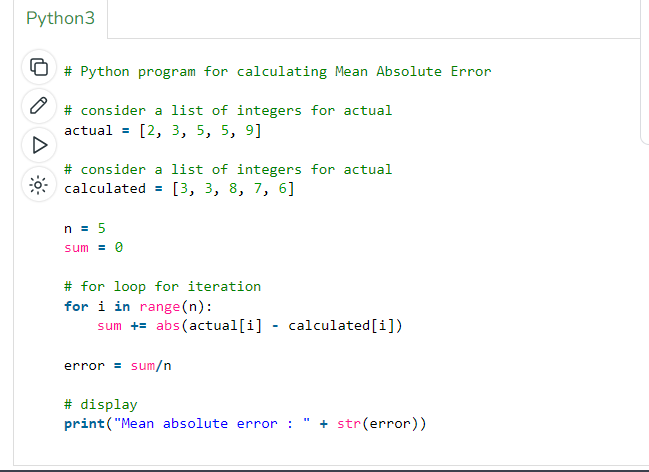 Python3
# Python program for calculating Mean Absolute Error
# consider a list of integers for actual
actual = [2, 3, 5, 5, 9]
# consider a list of integers for actual
calculated = [3, 3, 8, 7, 6]
n = 5
sum = 0
# for loop for iteration
for i in range(n):
    sum += abs(actual[i] - calculated[i])
error = sum/n
# display
print("Mean absolute error : " + str(error))